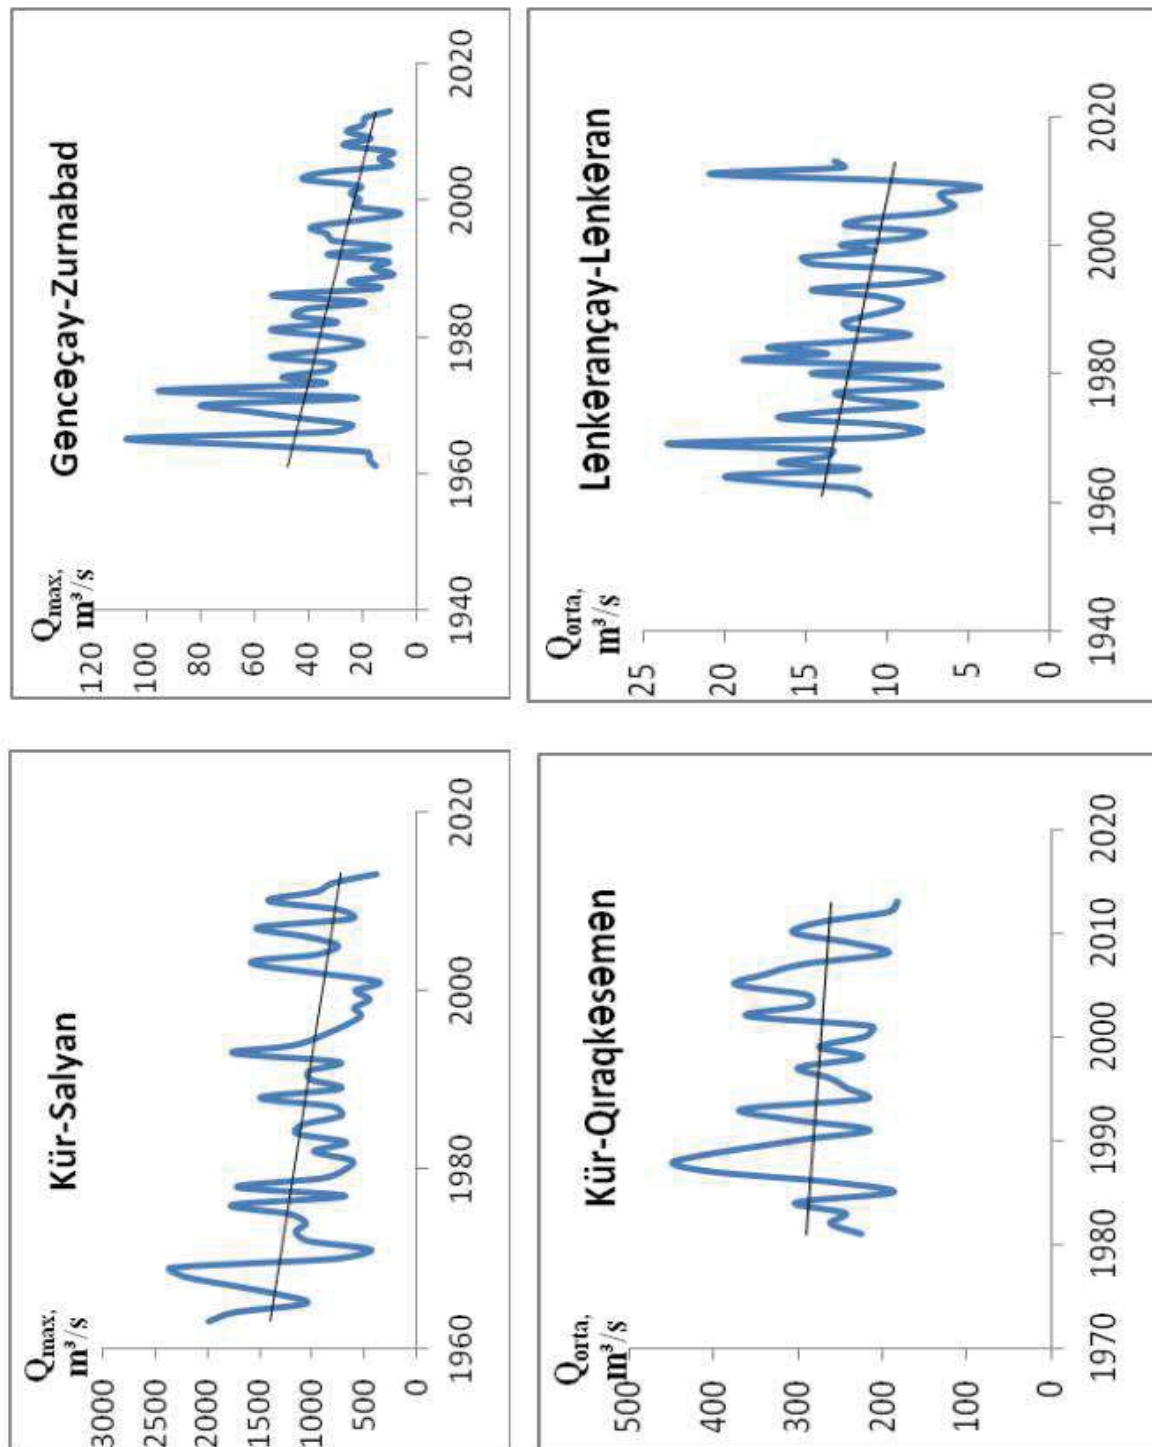 Kür-Salyan
Qmax,
m³/s
3000
2500
2000
1500
1000
500
0
1960 1980 2000 2020
Gəncəçay-Zurnabad
Qmax,
120 m³/s
100
80
60
40
20
0
1940 1960 1980 2000 2020
Kür-Qıraqkəsəmən
Qorta,
500 m³/s
400
300
200
100
0
1970 1980 1990 2000 2010 2020
Lənkərançay-Lənkəran
Qorta,
m³/s
25
20
15
10
5
0
1940 1960 1980 2000 2020